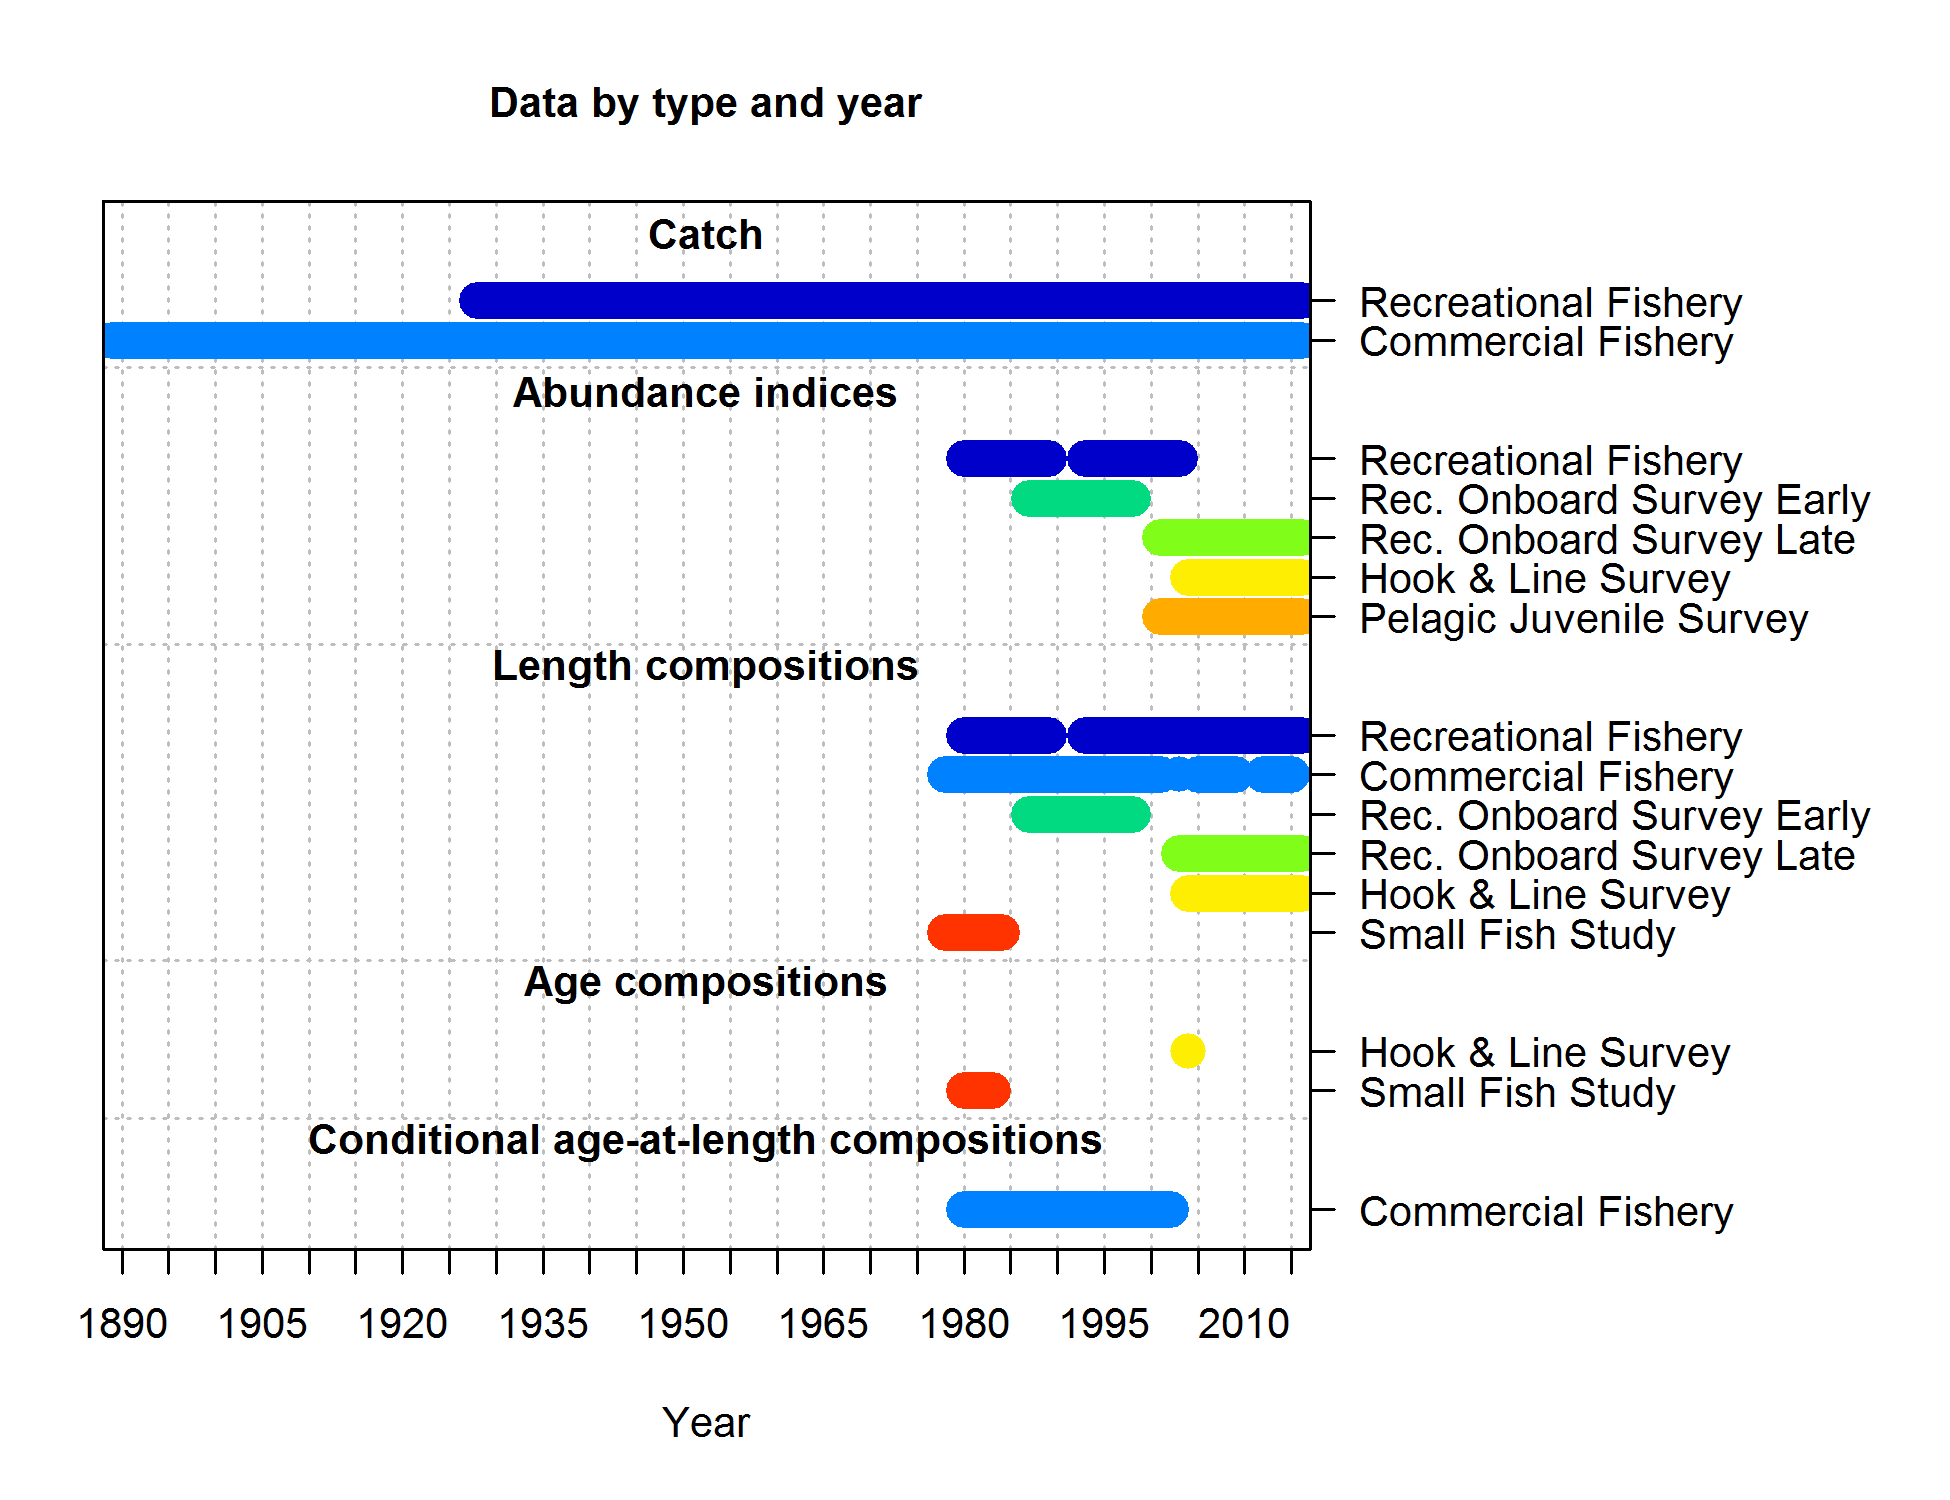 Data by type and year
Catch
Recreational Fishery
Commercial Fishery
Abundance indices
Recreational Fishery
Rec. Onboard Survey Early
Rec. Onboard Survey Late
Hook & Line Survey
Pelagic Juvenile Survey
Length compositions
Recreational Fishery
Commercial Fishery
Rec. Onboard Survey Early
Rec. Onboard Survey Late
Hook & Line Survey
Small Fish Study
Age compositions
Hook & Line Survey
Small Fish Study
Conditional age-at-length compositions
Commercial Fishery
1890 1905 1920 1935 1950 1965 1980 1995 2010
Year